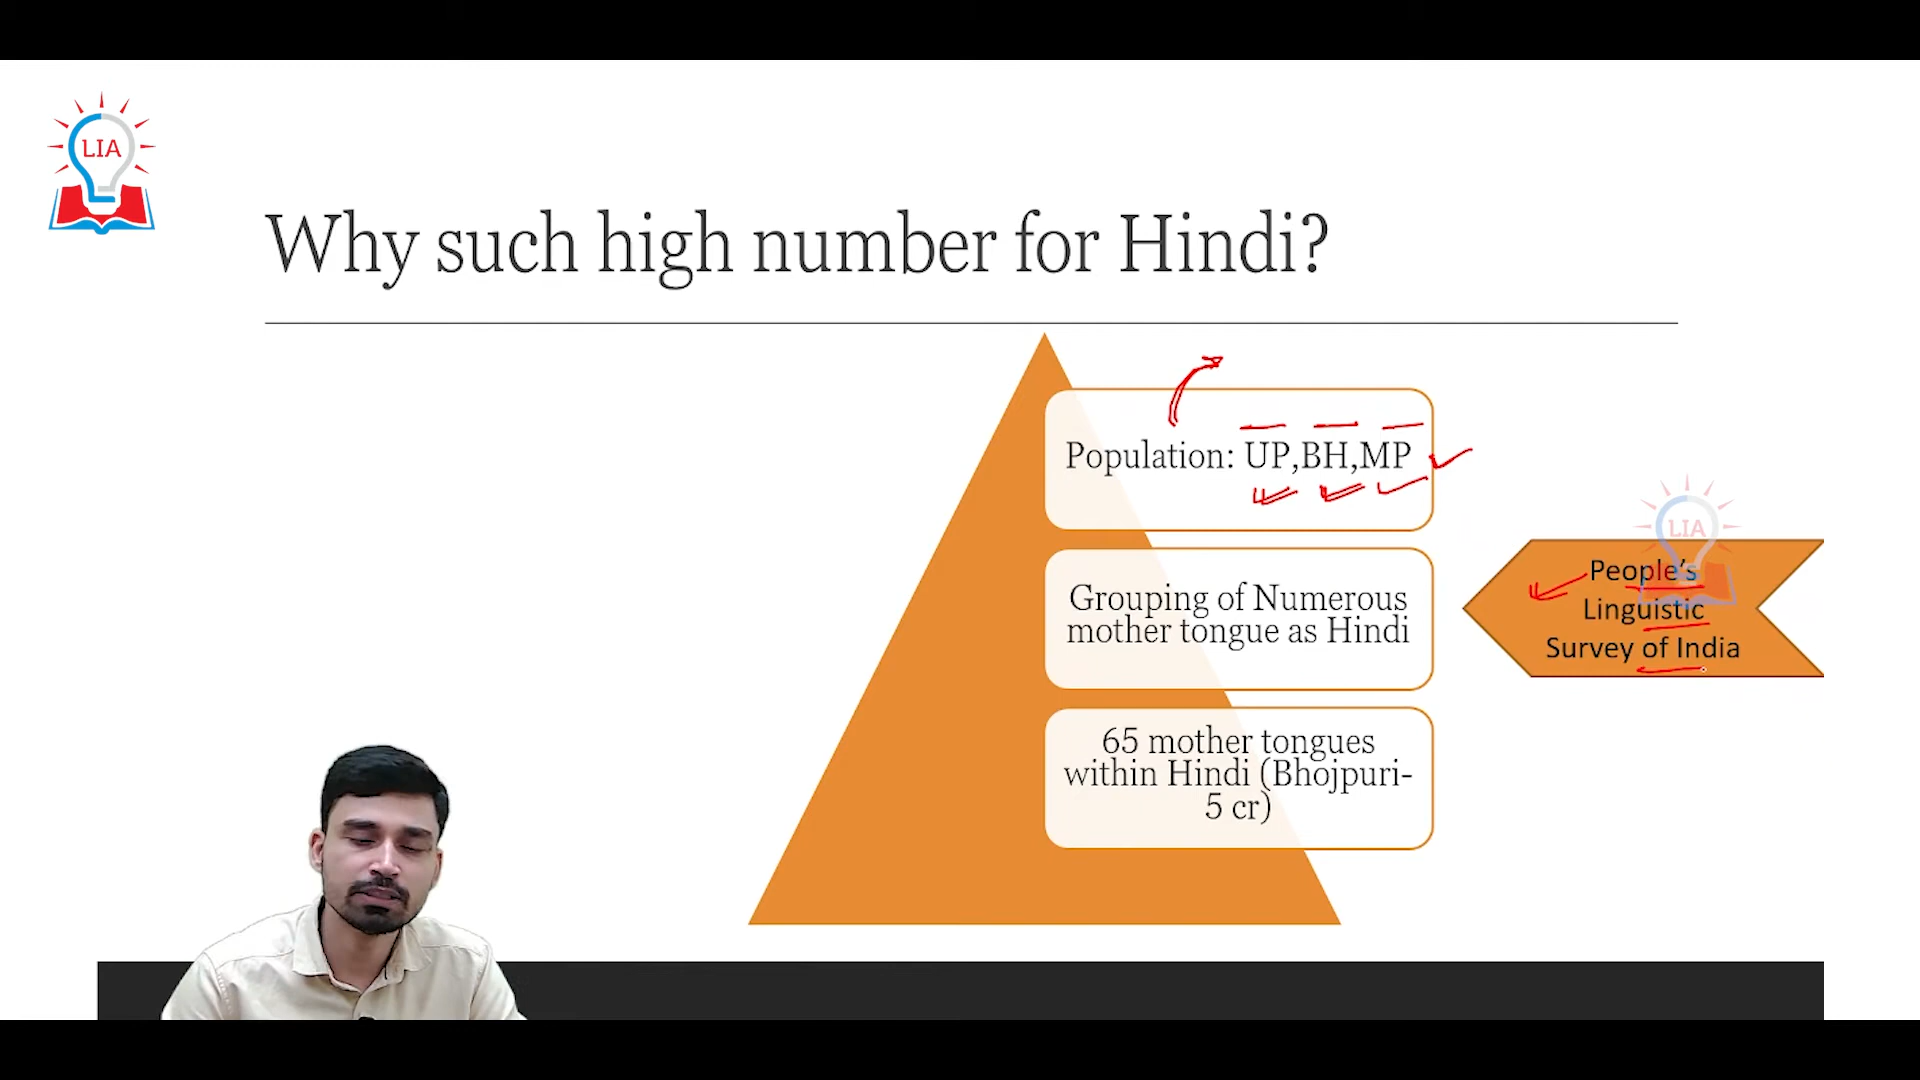 LIA
Why such high number for Hindi?
Population: UP,BH,MP
Grouping of Numerous
mother tongue as Hindi
65 mother tongues
within Hindi (Bhojpuri-
5 cr)
LIA
People's
Linguistic
Survey of India